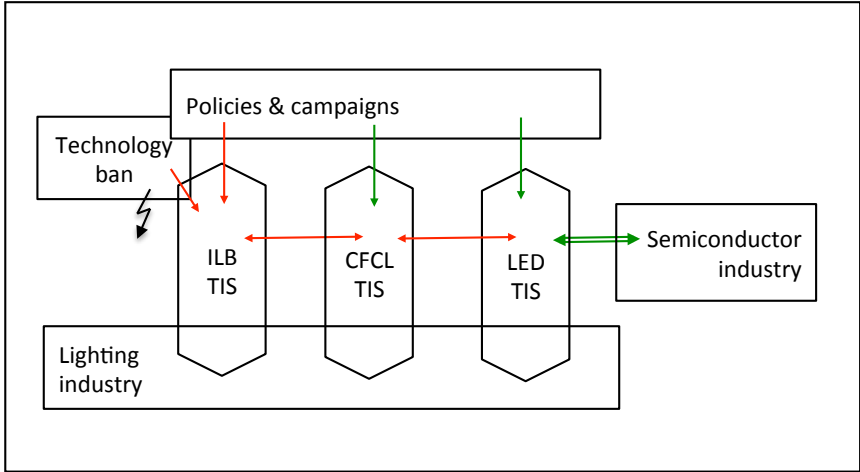 Policies & campaigns
Technology
ban
ILB
TIS
CFCL
TIS
LED
TIS
Semiconductor
industry
Lighting
industry